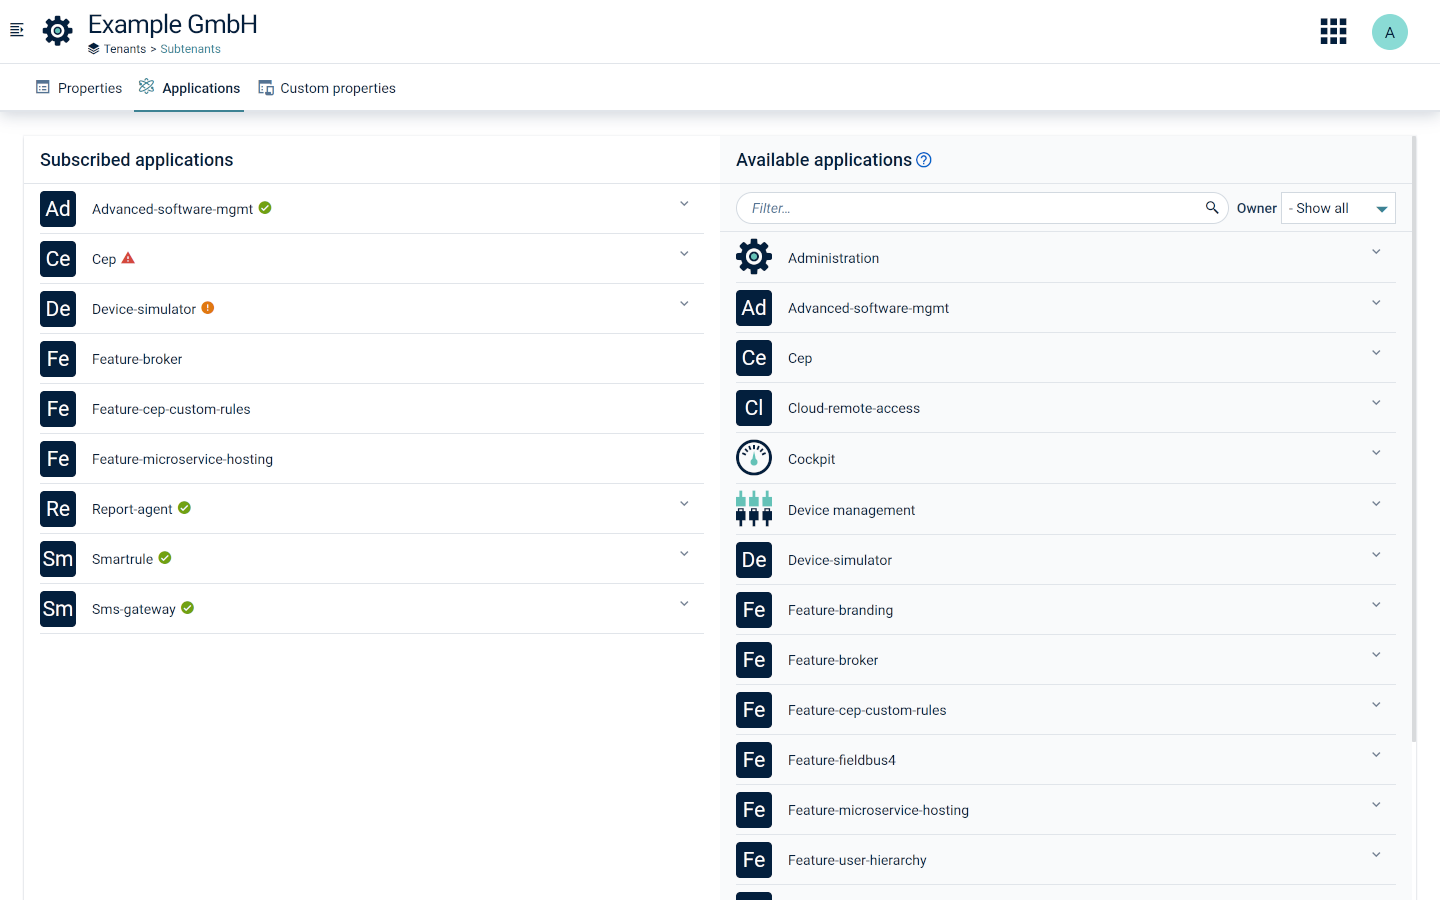 Example GmbH
Tenants > Subtenants
A
Properties
Applications
Custom properties
Subscribed applications
Ad Advanced-software-mgmt
Ce Cep
De Device-simulator
Fe Feature-broker
Fe Feature-cep-custom-rules
Fe Feature-microservice-hosting
Re Report-agent
Sm Smartrule
Sm Sms-gateway
Available applications
Filter... Owner - Show all
Administration
Ad Advanced-software-mgmt
Ce Cep
Cl Cloud-remote-access
Cockpit
Device management
De Device-simulator
Fe Feature-branding
Fe Feature-broker
Fe Feature-cep-custom-rules
Fe Feature-fieldbus4
Fe Feature-microservice-hosting
Fe Feature-user-hierarchy